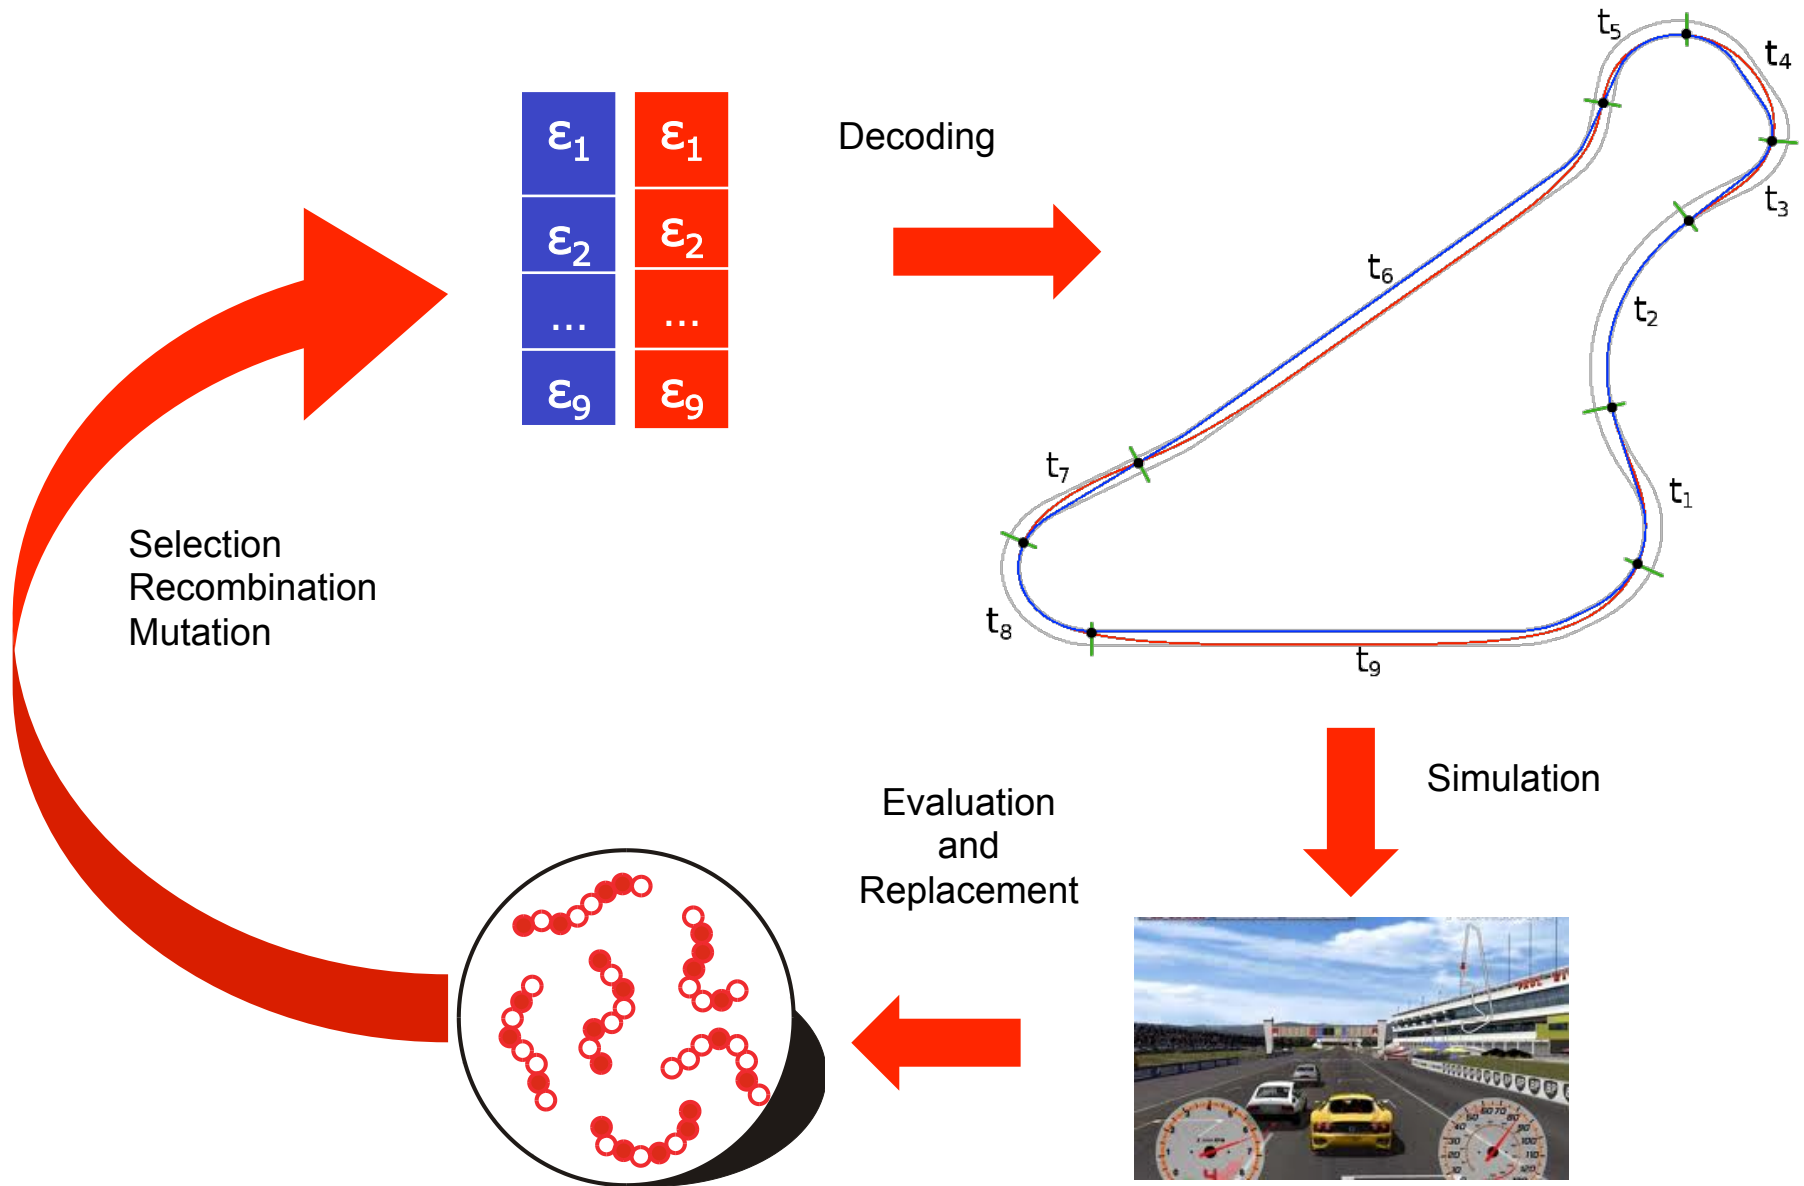 ε1 ε1
ε2 ε2
... ...
ε9 ε9
Decoding
t5
t4
t3
t6
t2
t7
t1
t8
t9
Selection
Recombination
Mutation
Simulation
Evaluation
and
Replacement